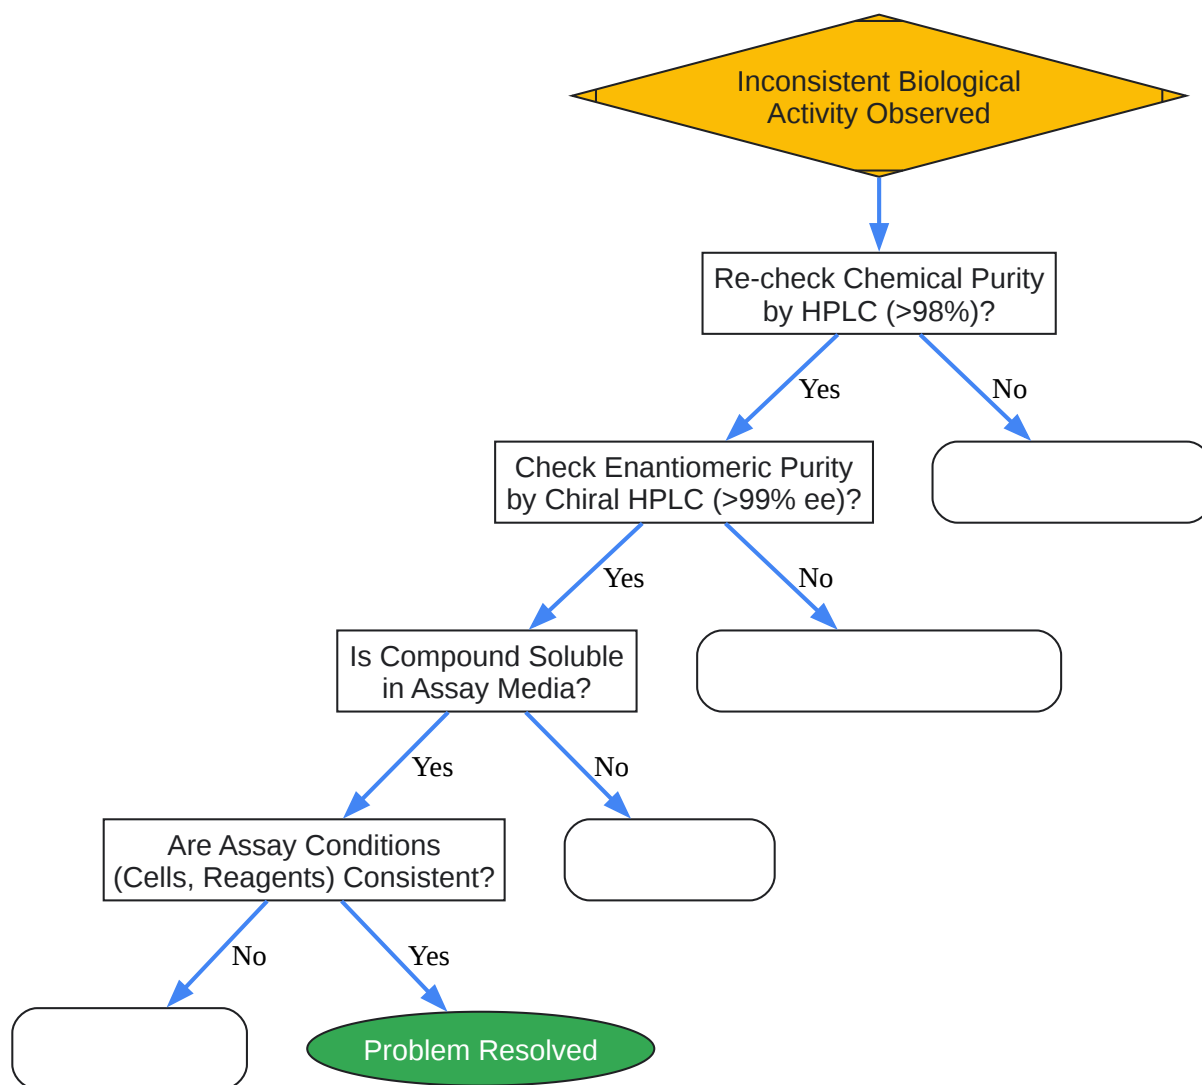 Inconsistent Biological
Activity Observed
Re-check Chemical Purity
by HPLC (>98%)?
Yes
No
Check Enantiomeric Purity
by Chiral HPLC (>99% ee)?
Yes
No
Is Compound Soluble
in Assay Media?
Yes
No
Are Assay Conditions
(Cells, Reagents) Consistent?
No
Yes
Problem Resolved